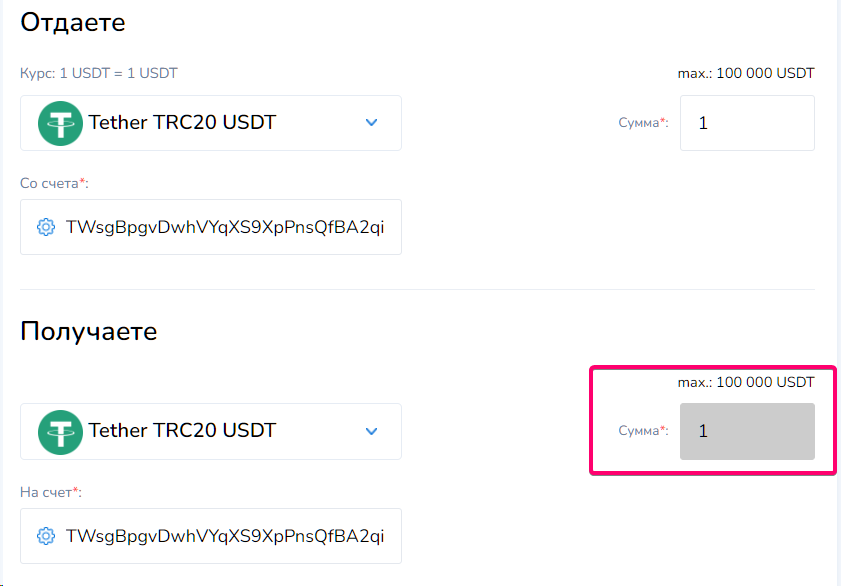 Отдаете
Курс: 1 USDT = 1 USDT
max.: 100 000 USDT
Tether TRC20 USDT
Сумма*:
1
Со счета*:
TWsgBpgvDwhVYqXS9XpPnsQfBA2qi
Получаете
max.: 100 000 USDT
Tether TRC20 USDT
Сумма*:
1
На счет*:
TWsgBpgvDwhVYqXS9XpPnsQfBA2qi